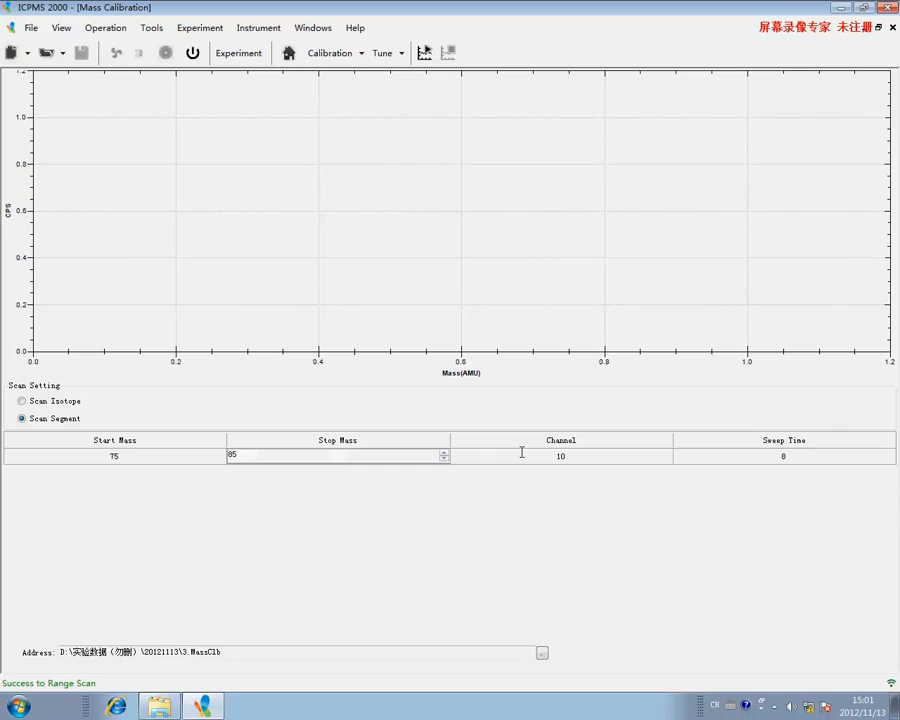 ICPMS 2000 - [Mass Calibration]
File View Operation Tools Experiment Instrument Windows Help
屏幕录像专家 未注册
Experiment Calibration Tune
1.2
1.0
0.8
0.6
0.4
0.2
0.0
CPS
0.0 0.2 0.4 0.6 0.8 1.0 1.2
Mass(AMU)
Scan Setting
Scan Isotope
Scan Segment
Start Mass Stop Mass Channel Sweep Time
75 85 10 8
Address: D:\实验数据（勿删）\20121113\3.MassClb
Success to Range Scan
CH 15:01
2012/11/13